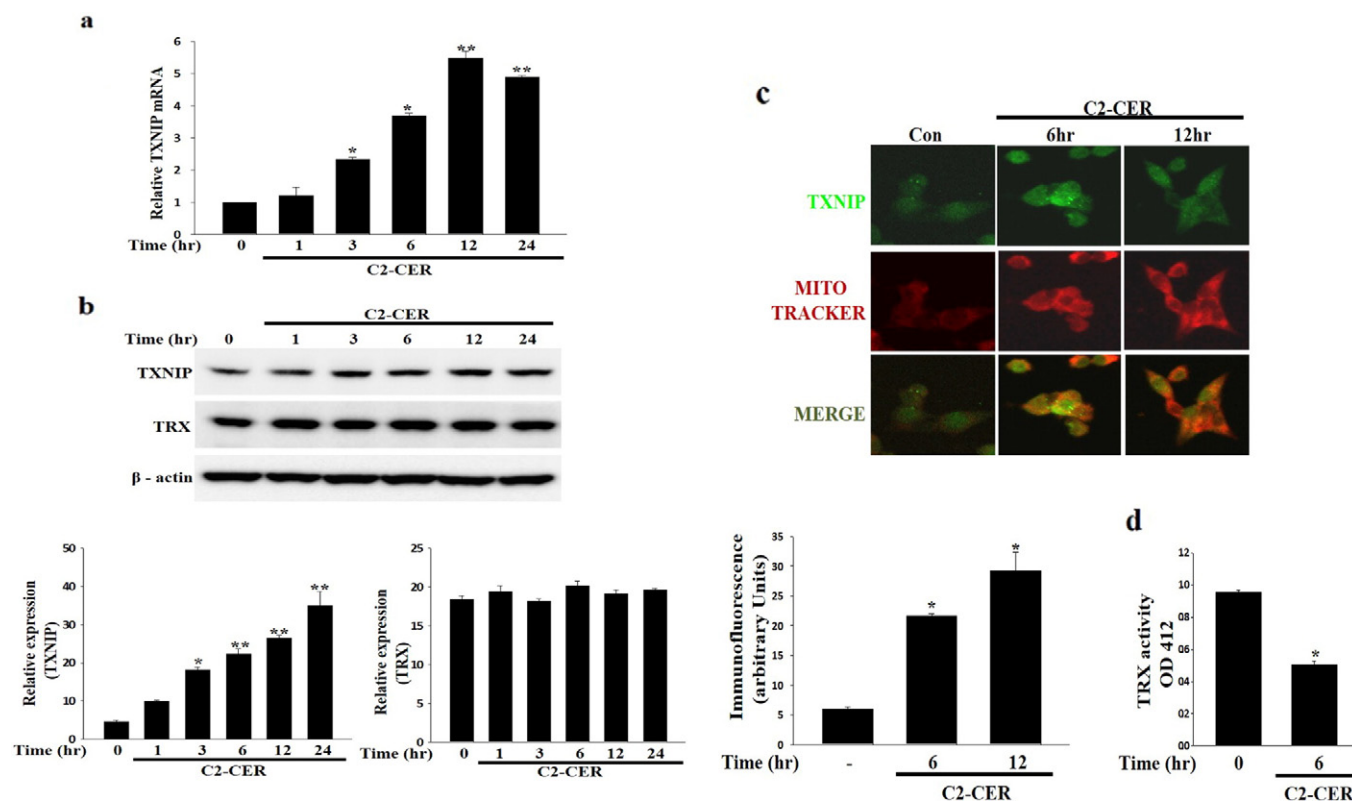 a
Relative TXNIP mRNA
6
5
4
3
2
1
0
* * ** **
Time (hr) 0 1 3 6 12 24
C2-CER
b
C2-CER
Time (hr) 0 1 3 6 12 24
TXNIP
TRX
β - actin
Relative expression
(TXNIP)
50
40
30
20
10
0
* ** ** **
Time (hr) 0 1 3 6 12 24
C2-CER
Relative expression
(TRX)
25
20
15
10
5
0
Time (hr) 0 1 3 6 12 24
C2-CER
c
C2-CER
Con 6hr 12hr
TXNIP
MITO
TRACKER
MERGE
Immunofluorescence
(arbitrary Units)
35
30
25
20
15
10
5
0
* *
Time (hr) - 6 12
C2-CER
d
TRX activity
OD 412
12
10
08
06
04
02
00
*
Time (hr) 0 6
C2-CER